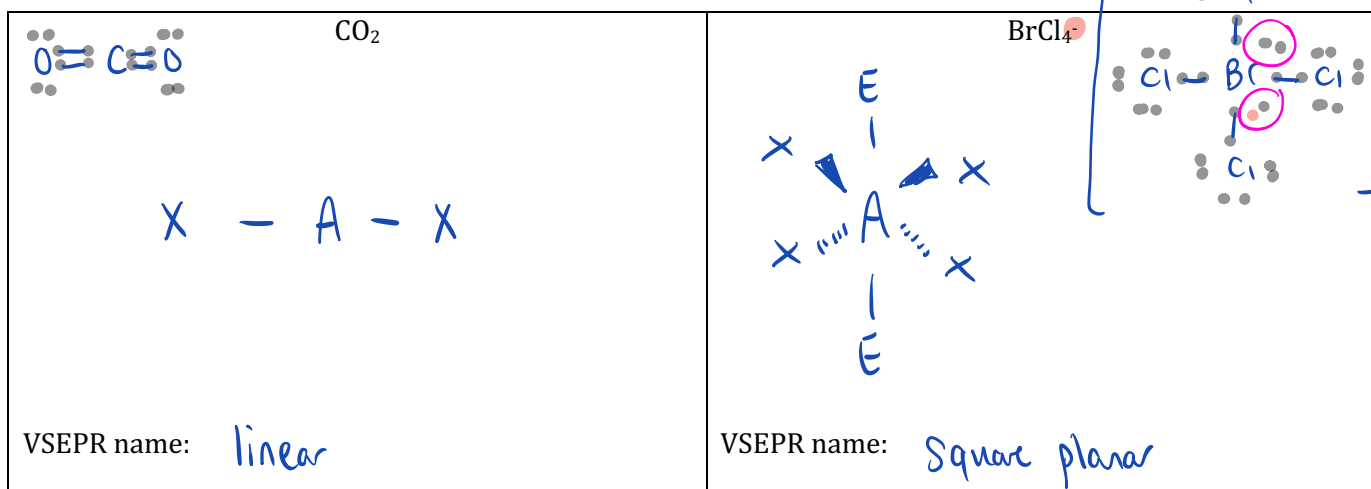 CO₂
O = C = O
X - A - X
VSEPR name: linear
BrCl₄⁻
Cl - Br - Cl
Cl
E
X X
A
X X
E
VSEPR name: Square planar